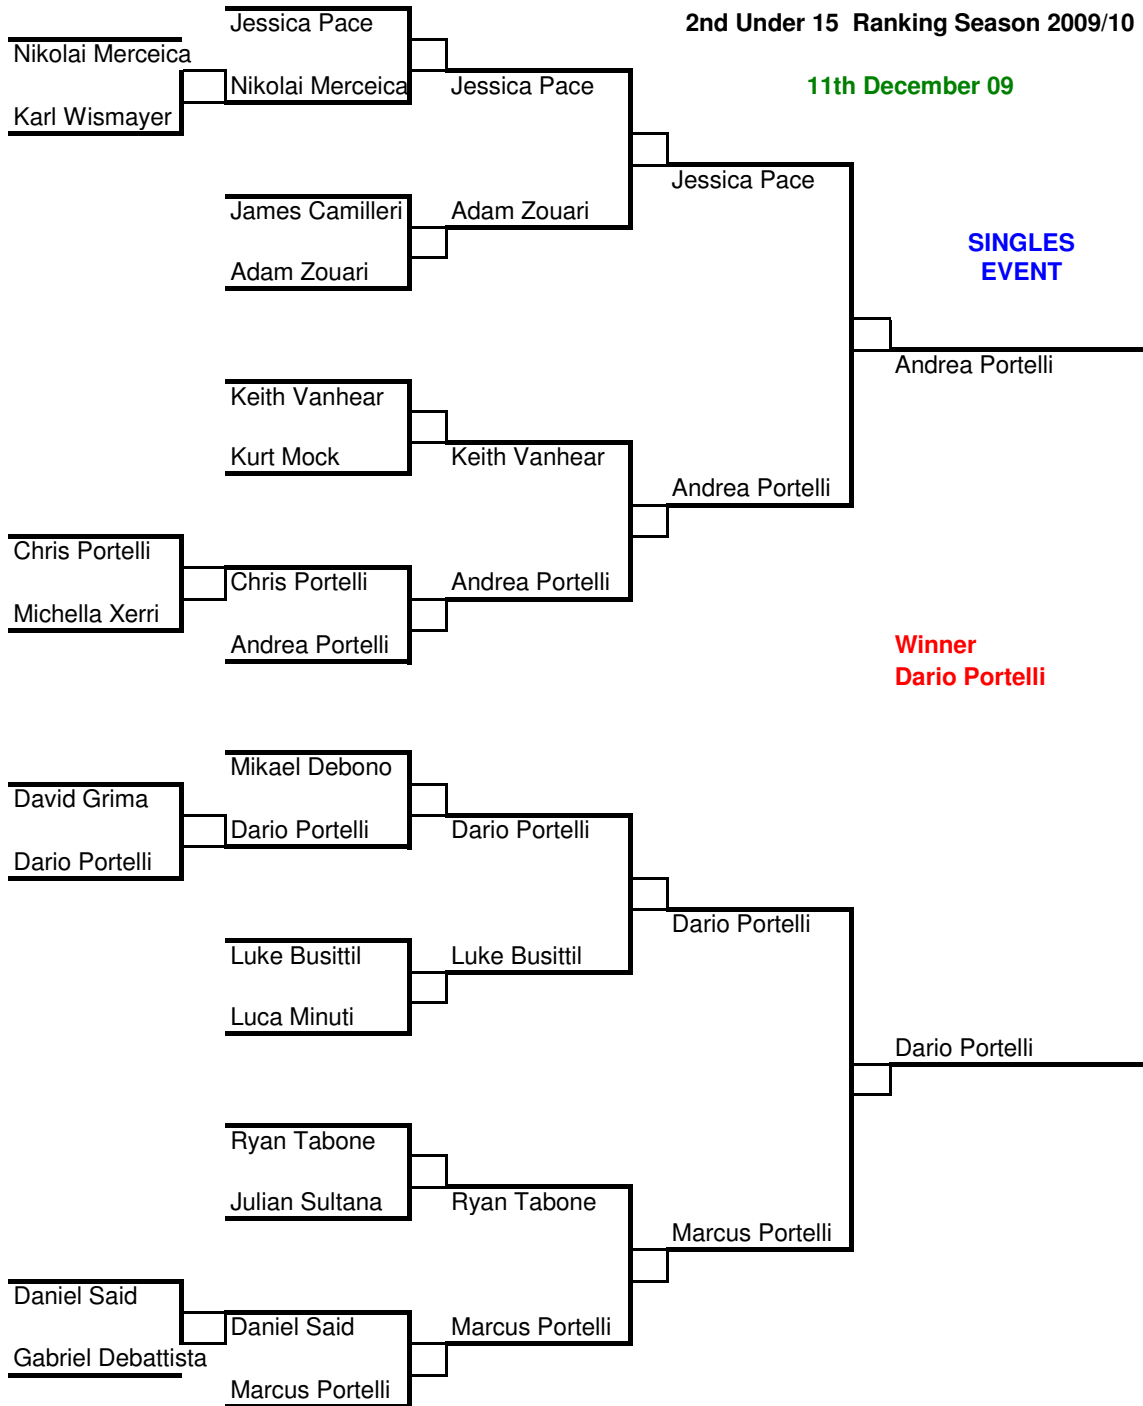 2nd Under 15 Ranking Season 2009/10
11th December 09
SINGLES
EVENT
Nikolai Merceica
Karl Wismayer
Chris Portelli
Michella Xerri
David Grima
Dario Portelli
Daniel Said
Gabriel Debattista
Jessica Pace
Nikolai Merceica
James Camilleri
Adam Zouari
Keith Vanhear
Kurt Mock
Chris Portelli
Andrea Portelli
Mikael Debono
Dario Portelli
Luke Busittil
Luca Minuti
Ryan Tabone
Julian Sultana
Daniel Said
Marcus Portelli
Jessica Pace
Adam Zouari
Keith Vanhear
Andrea Portelli
Dario Portelli
Luke Busittil
Ryan Tabone
Marcus Portelli
Jessica Pace
Andrea Portelli
Dario Portelli
Marcus Portelli
Andrea Portelli
Dario Portelli
Winner
Dario Portelli